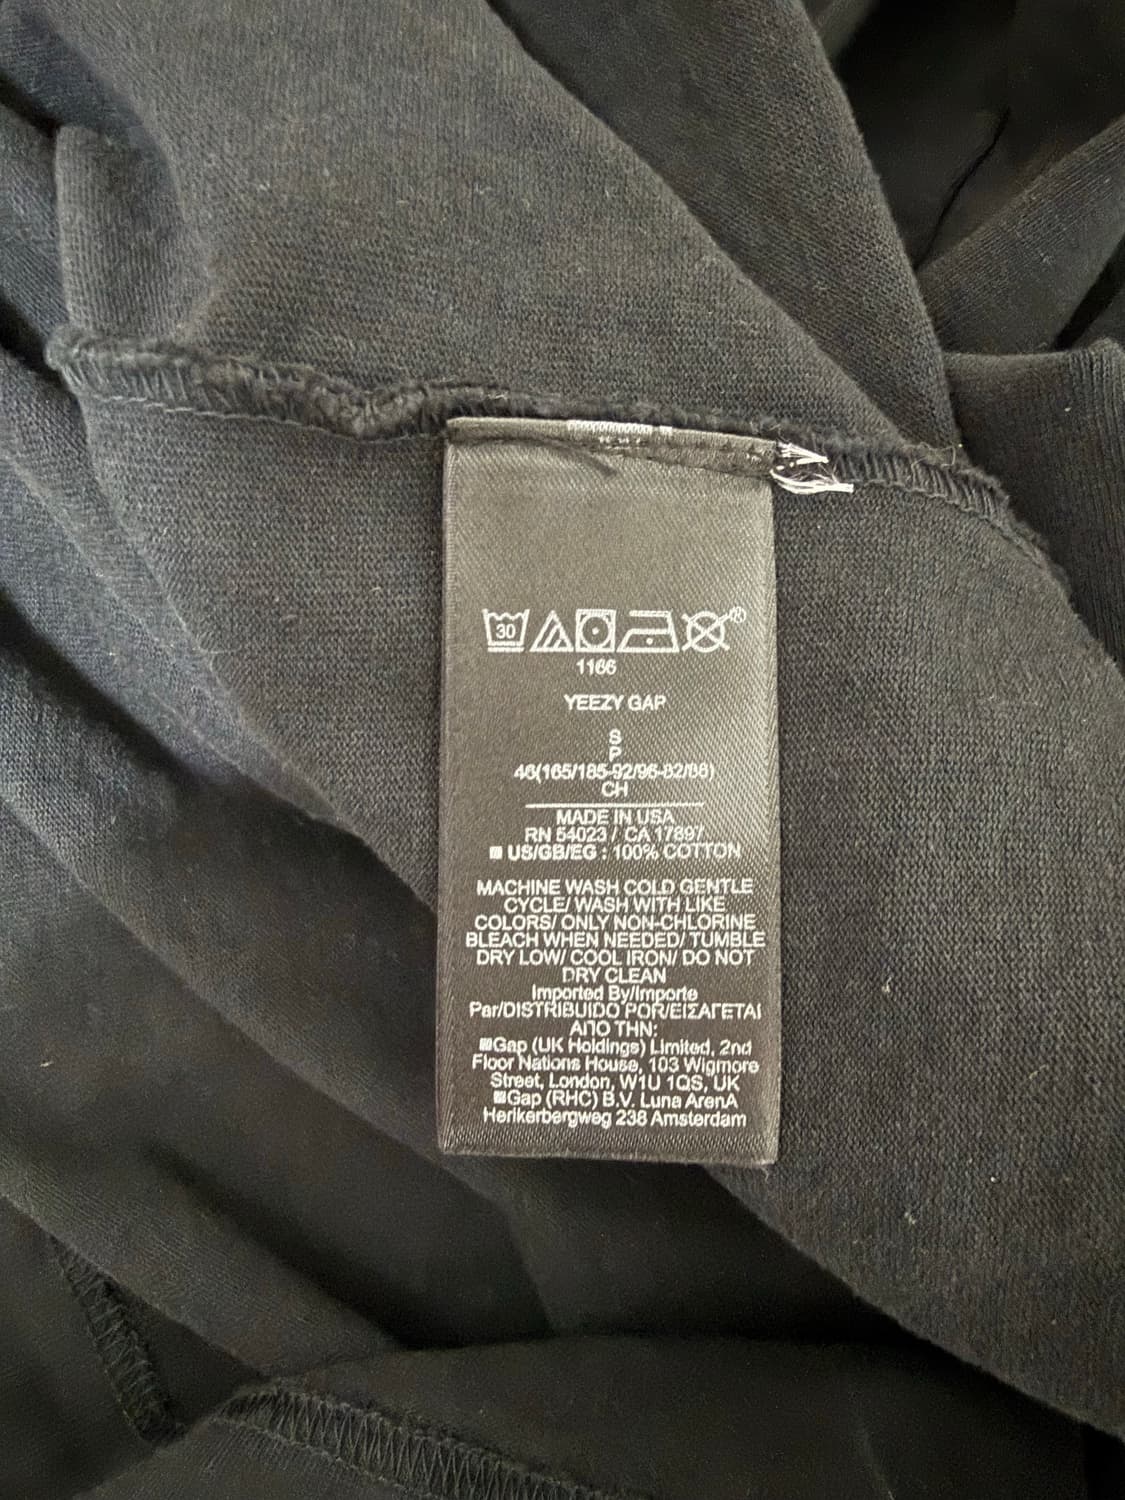 30 ®
1166
YEEZY GAP
S
P
46(165/185-92/96-82/86)
CH
MADE IN USA
RN 54023 / CA 17897
US/GB/EG : 100% COTTON
MACHINE WASH COLD GENTLE
CYCLE/ WASH WITH LIKE
COLORS/ ONLY NON-CHLORINE
BLEACH WHEN NEEDED/ TUMBLE
DRY LOW/ COOL IRON/ DO NOT
DRY CLEAN
Imported By/Importe
Par/DISTRIBUIDO POR/ΕΙΣΑΓΕΤΑΙ
ΑΠΟ ΤΗΝ:
Gap (UK Holdings) Limited, 2nd
Floor Nations House, 103 Wigmore
Street, London, W1U 1QS, UK
Gap (RHC) B.V. Luna ArenA
Herikerbergweg 238 Amsterdam